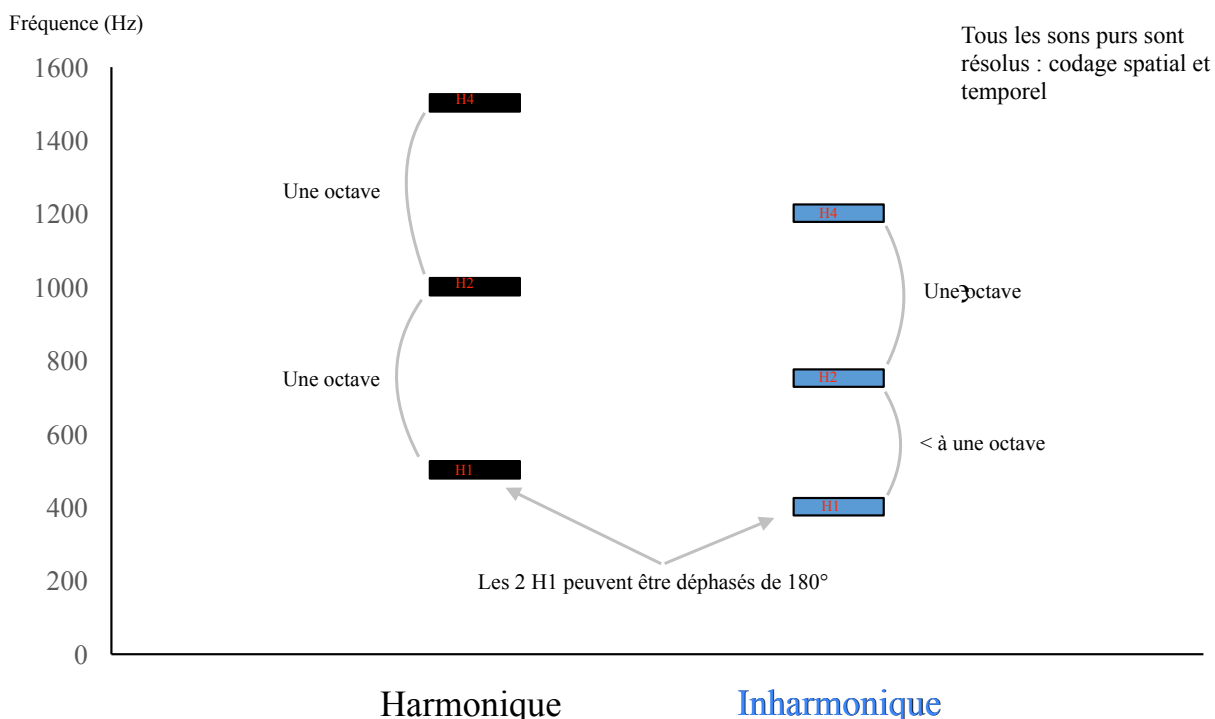 Fréquence (Hz)
Tous les sons purs sont
résolus : codage spatial et
temporel
1600
1400
1200
1000
800
600
400
200
0
H4
Une octave
H2
Une octave
H1
H4
Une octave
H2
< à une octave
H1
Les 2 H1 peuvent être déphasés de 180°
Harmonique
Inharmonique